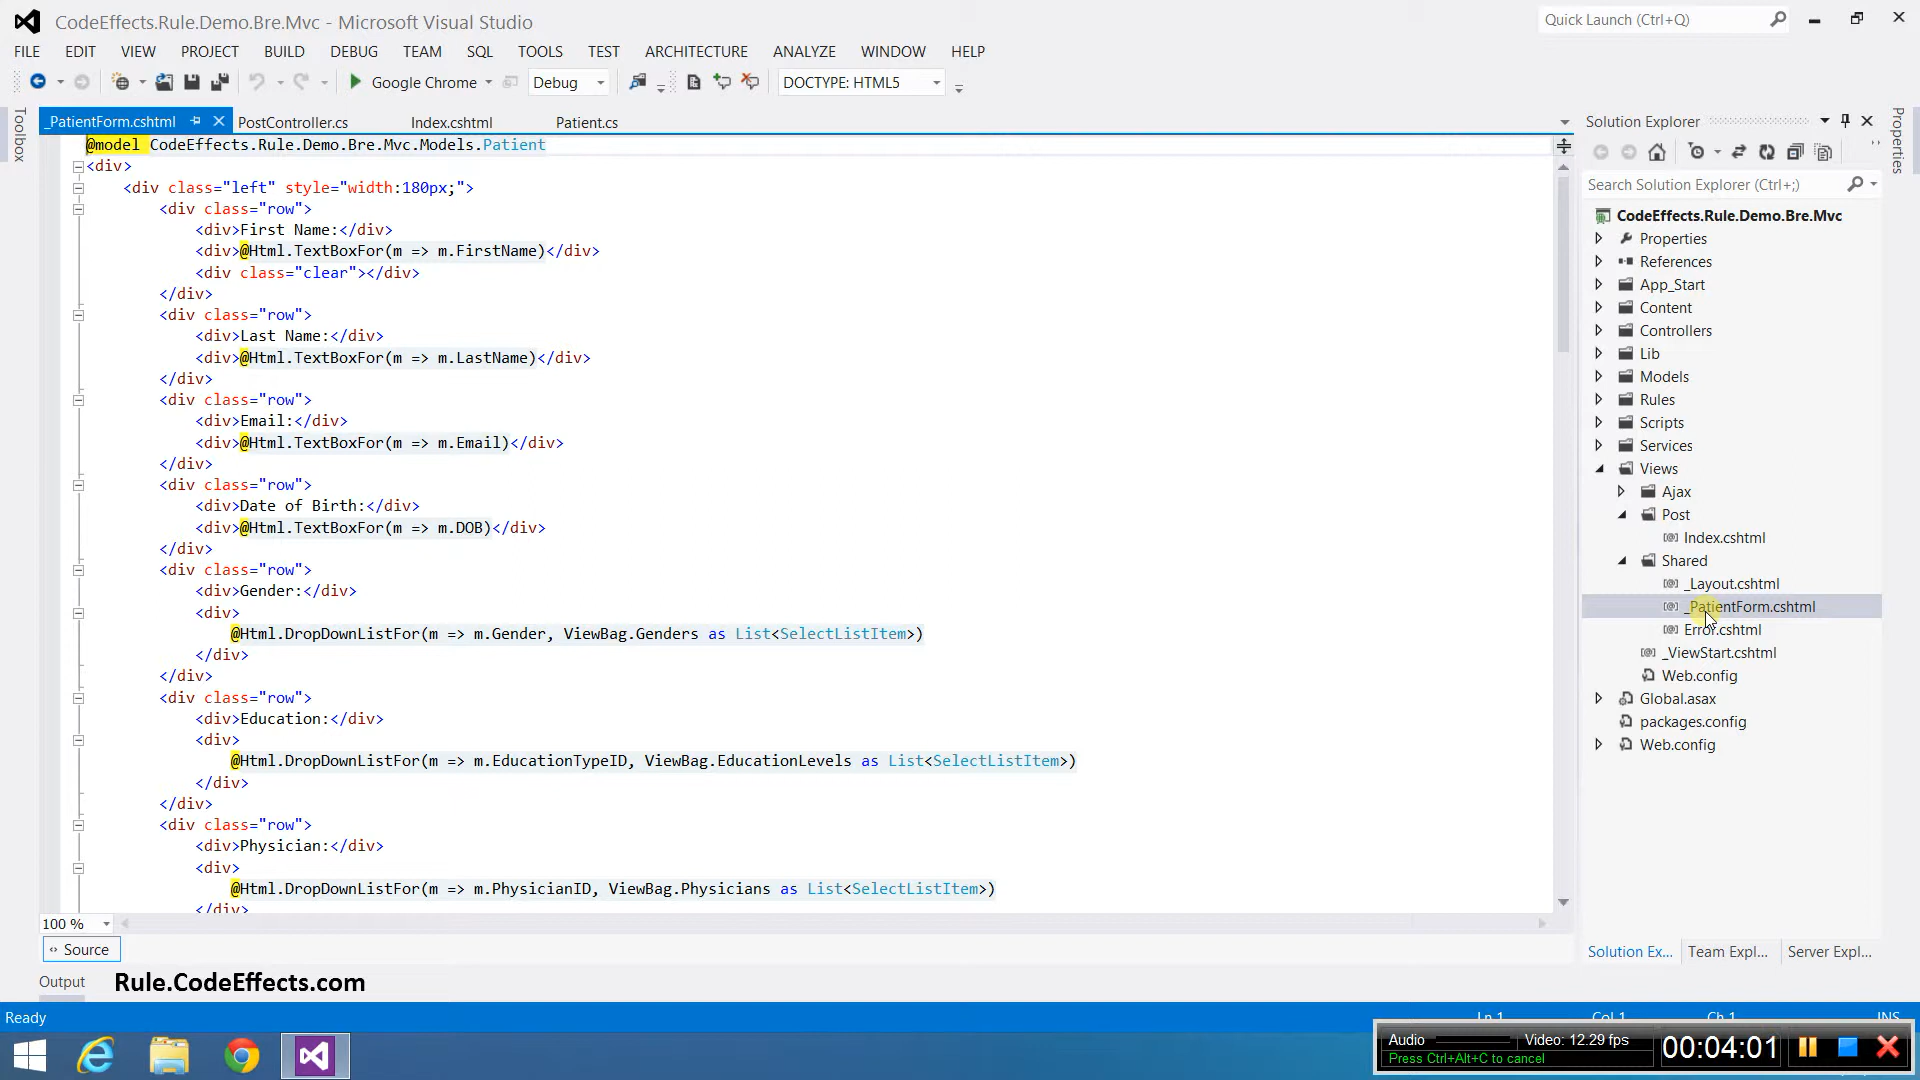 CodeEffects.Rule.Demo.Bre.Mvc - Microsoft Visual Studio
Quick Launch (Ctrl+Q)
FILE EDIT VIEW PROJECT BUILD DEBUG TEAM SQL TOOLS TEST ARCHITECTURE ANALYZE WINDOW HELP
Google Chrome Debug DOCTYPE: HTML5
Toolbox
_PatientForm.cshtml PostController.cs Index.cshtml Patient.cs
@model CodeEffects.Rule.Demo.Bre.Mvc.Models.Patient
<div>
<div class="left" style="width:180px;">
<div class="row">
<div>First Name:</div>
<div>@Html.TextBoxFor(m => m.FirstName)</div>
<div class="clear"></div>
</div>
<div class="row">
<div>Last Name:</div>
<div>@Html.TextBoxFor(m => m.LastName)</div>
</div>
<div class="row">
<div>Email:</div>
<div>@Html.TextBoxFor(m => m.Email)</div>
</div>
<div class="row">
<div>Date of Birth:</div>
<div>@Html.TextBoxFor(m => m.DOB)</div>
</div>
<div class="row">
<div>Gender:</div>
<div>
@Html.DropDownListFor(m => m.Gender, ViewBag.Genders as List<SelectListItem>)
</div>
</div>
<div class="row">
<div>Education:</div>
<div>
@Html.DropDownListFor(m => m.EducationTypeID, ViewBag.EducationLevels as List<SelectListItem>)
</div>
</div>
<div class="row">
<div>Physician:</div>
<div>
@Html.DropDownListFor(m => m.PhysicianID, ViewBag.Physicians as List<SelectListItem>)
</div>
100 %
Source
Solution Explorer
Search Solution Explorer (Ctrl+;)
CodeEffects.Rule.Demo.Bre.Mvc
Properties
References
App_Start
Content
Controllers
Lib
Models
Rules
Scripts
Services
Views
Ajax
Post
Index.cshtml
Shared
_Layout.cshtml
_PatientForm.cshtml
Error.cshtml
_ViewStart.cshtml
Web.config
Global.asax
packages.config
Web.config
Solution Ex... Team Expl... Server Expl...
Properties
Output
Rule.CodeEffects.com
Ready Ln 1 Col 1 Ch 1 INS
Audio Video: 12.29 fps
Press Ctrl+Alt+C to cancel
00:04:01